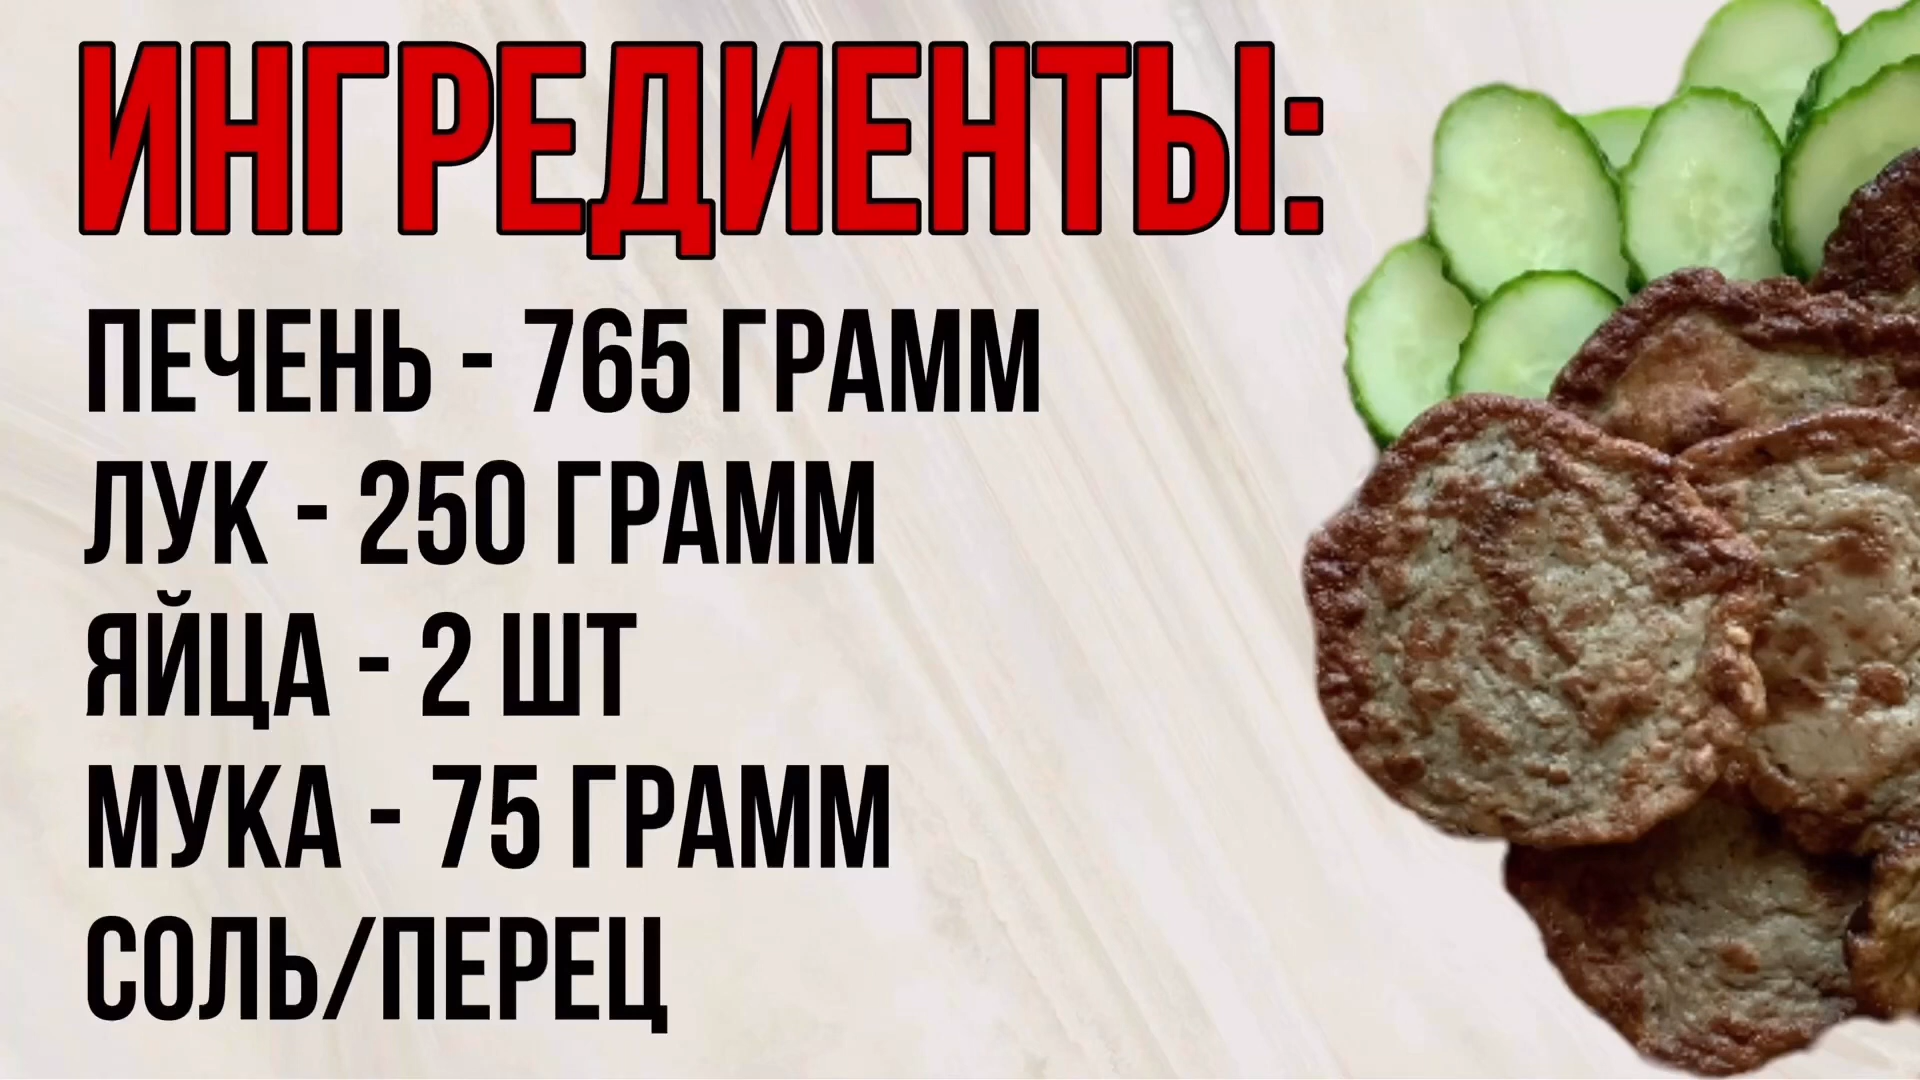 ИНГРЕДИЕНТЫ:
ПЕЧЕНЬ - 765 ГРАММ
ЛУК - 250 ГРАММ
ЯЙЦА - 2 ШТ
МУКА - 75 ГРАММ
СОЛЬ/ПЕРЕЦ